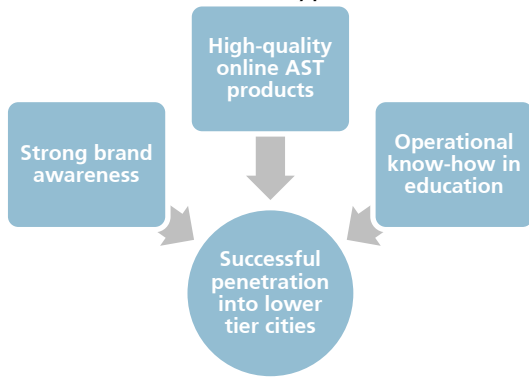 High-quality
online AST
products
Strong brand
awareness
Operational
know-how in
education
Successful
penetration
into lower
tier cities